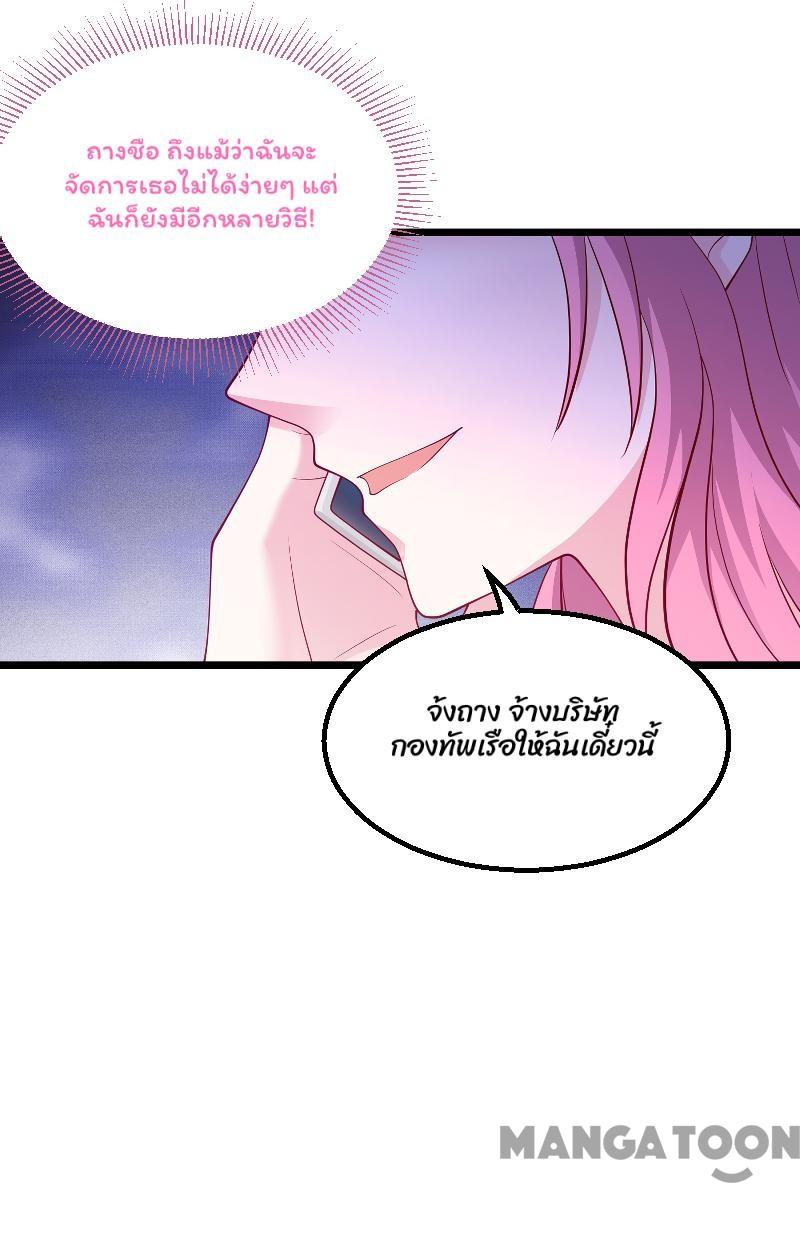 ถางซือ ถึงแม้ว่าฉันจะ
จัดการเธอไม่ได้ง่ายๆ แต่
ฉันก็ยังมีอีกหลายวิธี!
จ้งถาง จ้างบริษัท
กองทัพเรือให้ฉันเดี๋ยวนี้
MANGATOON